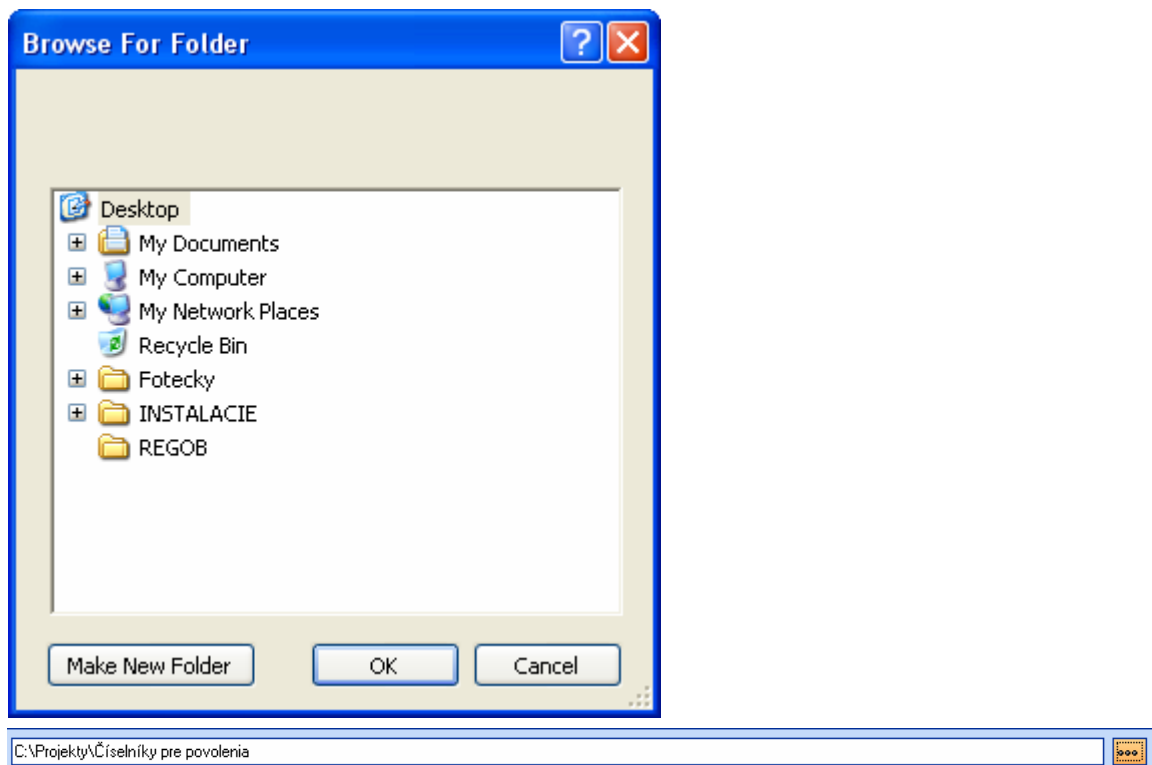 Browse For Folder
Desktop
My Documents
My Computer
My Network Places
Recycle Bin
Fotecky
INSTALACIE
REGOB
Make New Folder OK Cancel
C:\Projekty\Číselníky pre povolenia